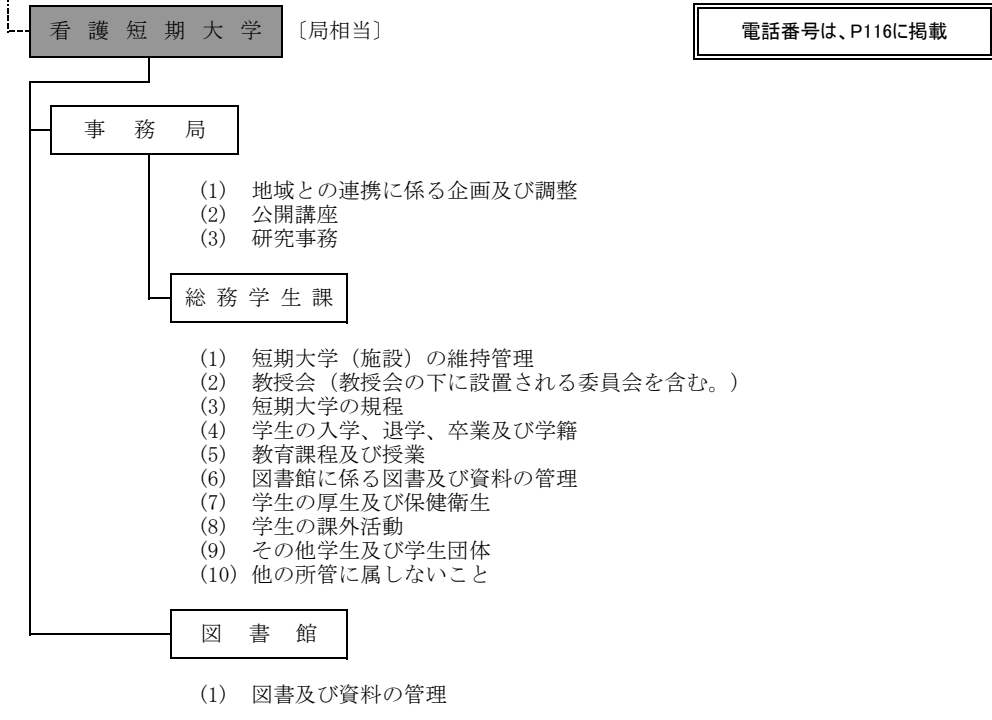 看護短期大学 〔局相当〕
電話番号は、P116に掲載
事務局
(1) 地域との連携に係る企画及び調整
(2) 公開講座
(3) 研究事務
総務学生課
(1) 短期大学（施設）の維持管理
(2) 教授会（教授会の下に設置される委員会を含む。）
(3) 短期大学の規程
(4) 学生の入学、退学、卒業及び学籍
(5) 教育課程及び授業
(6) 図書館に係る図書及び資料の管理
(7) 学生の厚生及び保健衛生
(8) 学生の課外活動
(9) その他学生及び学生団体
(10) 他の所管に属しないこと
図書館
(1) 図書及び資料の管理